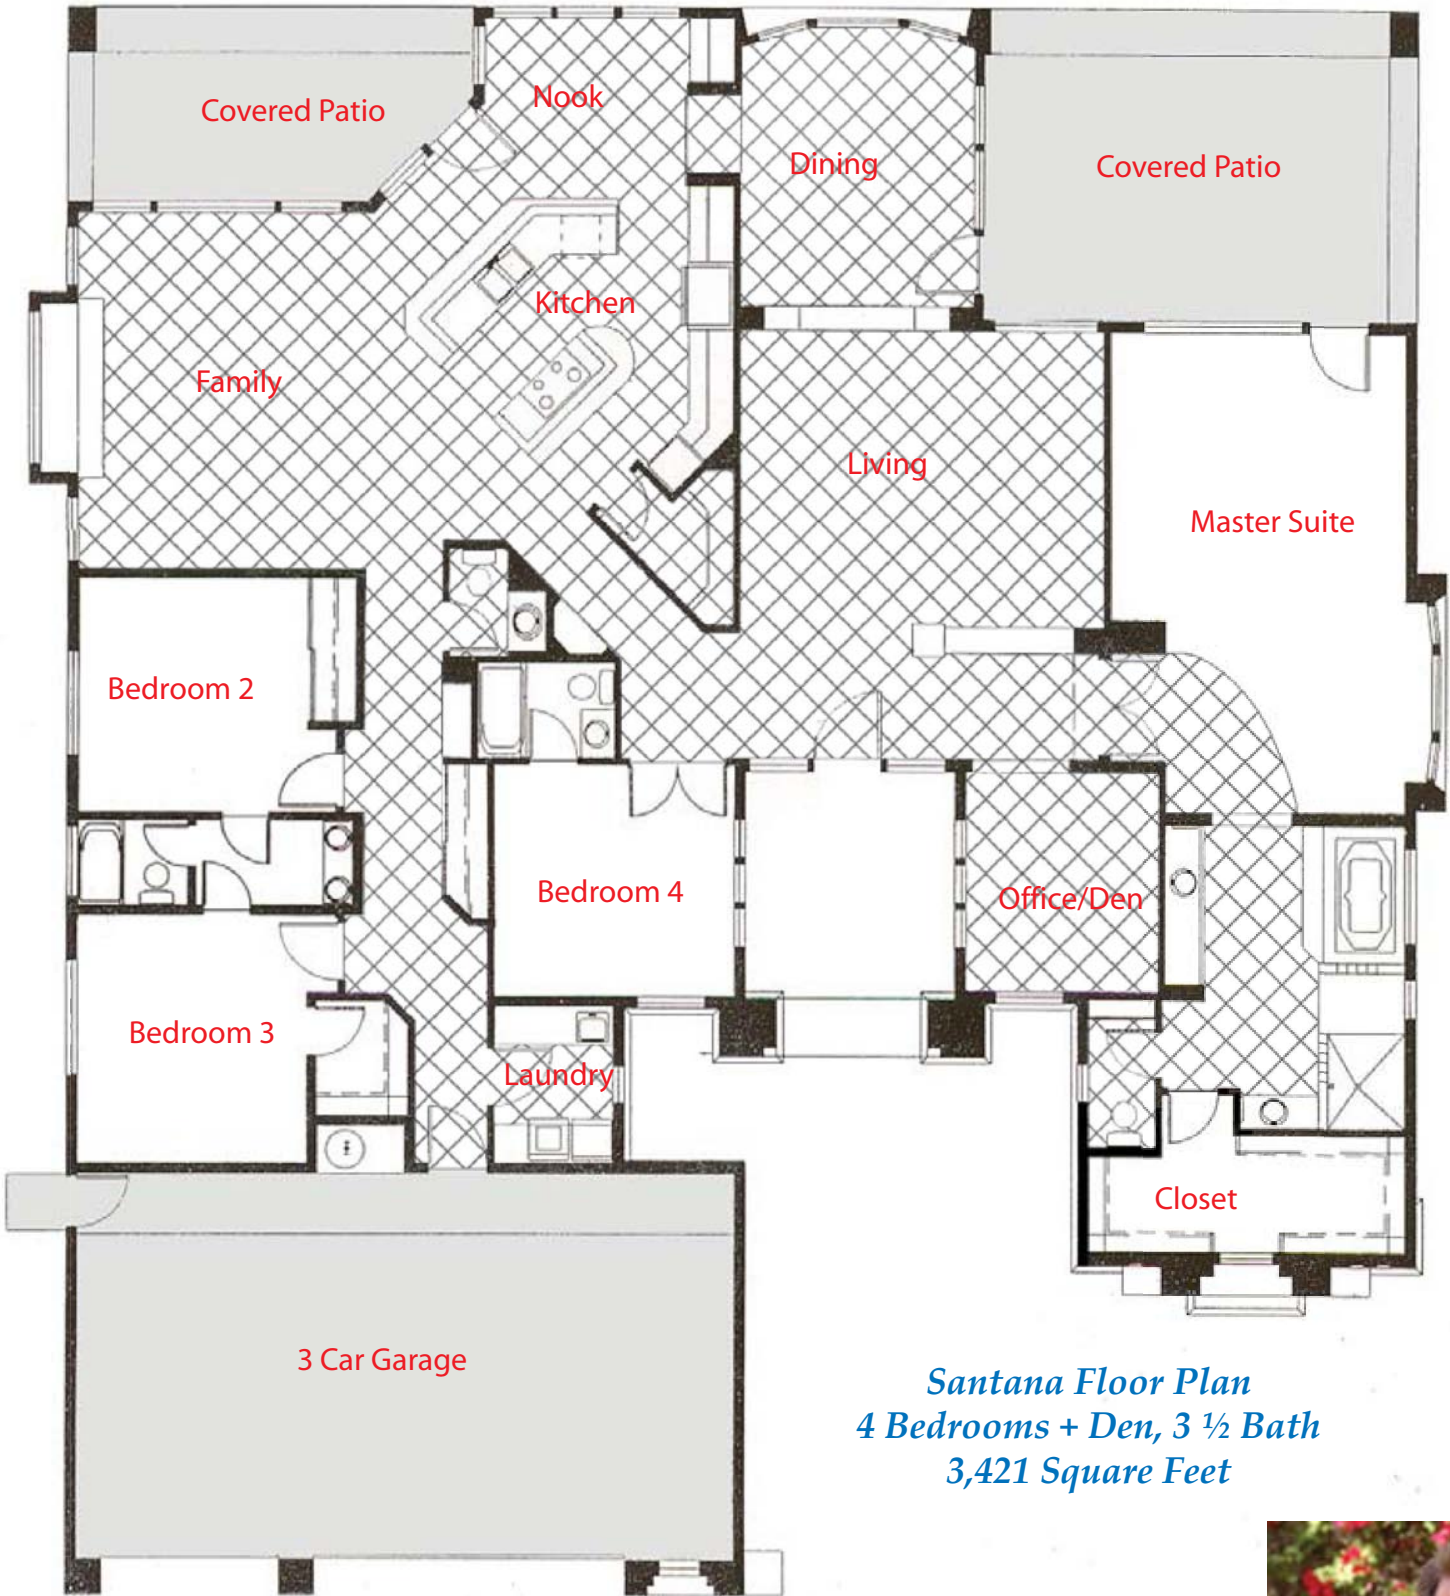 Covered Patio
Nook
Dining
Covered Patio
Kitchen
Family
Living
Master Suite
Bedroom 2
Bedroom 4
Office/Den
Bedroom 3
Laundry
Closet
3 Car Garage
Santana Floor Plan
4 Bedrooms + Den, 3 ½ Bath
3,421 Square Feet